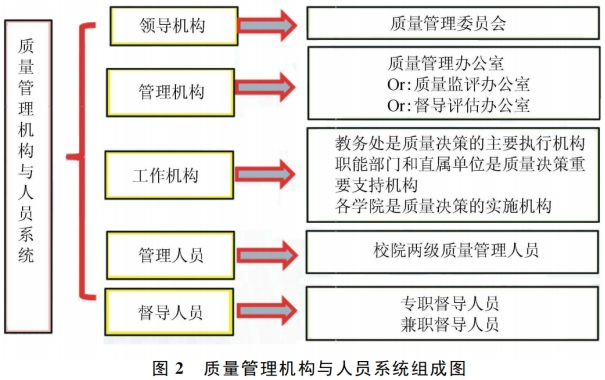 质量管理机构与人员系统
领导机构
质量管理委员会
管理机构
质量管理办公室
Or:质量监评办公室
Or:督导评估办公室
工作机构
教务处是质量决策的主要执行机构
职能部门和直属单位是质量决策重
要支持机构
各学院是质量决策的实施机构
管理人员
校院两级质量管理人员
督导人员
专职督导人员
兼职督导人员
图 2 质量管理机构与人员系统组成图